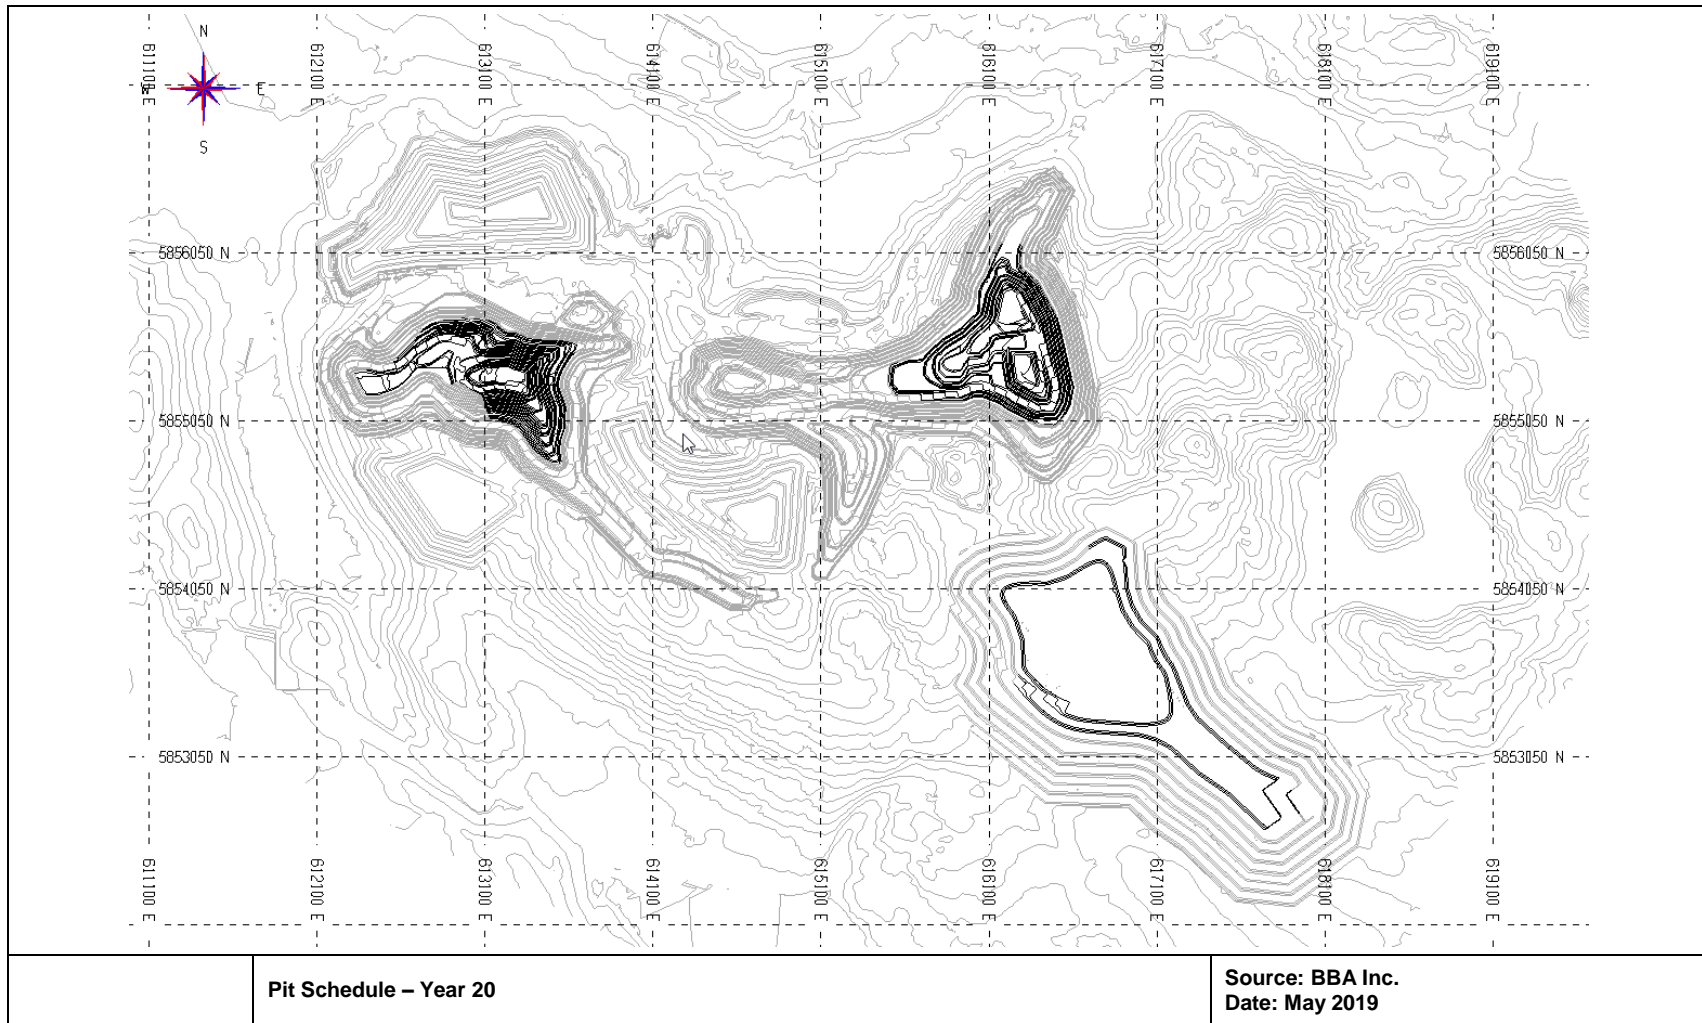 N
W E
S
611100 E 612100 E 613100 E 614100 E 615100 E 616100 E 617100 E 618100 E 619100 E
5856050 N 5856050 N
5855050 N 5855050 N
5854050 N 5854050 N
5853050 N 5853050 N
611100 E 612100 E 613100 E 614100 E 615100 E 616100 E 617100 E 618100 E 619100 E
Pit Schedule – Year 20
Source: BBA Inc.
Date: May 2019